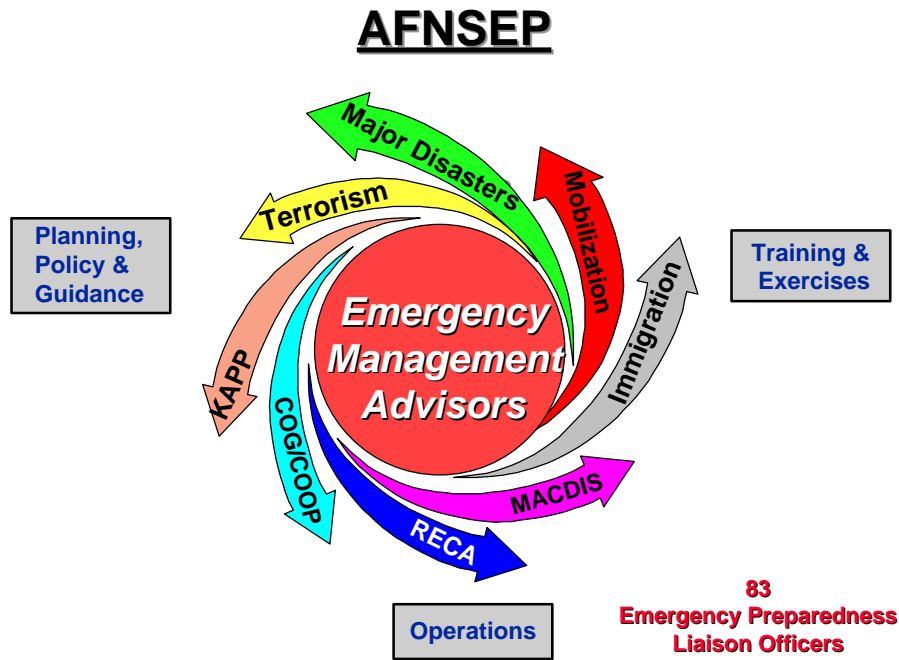 AFNSEP
Major Disasters
Mobilization
Terrorism
Planning,
Policy &
Guidance
Training &
Exercises
Immigration
Emergency
Management
Advisors
KAPP
COG/COOP
MACDIS
RECA
Operations
83
Emergency Preparedness
Liaison Officers